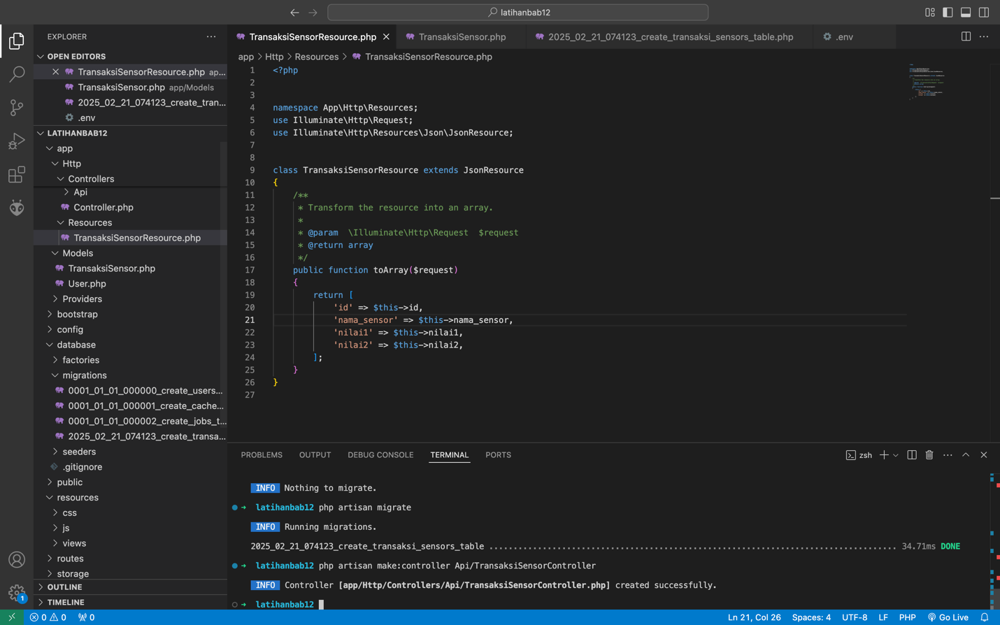 latihanbab12
EXPLORER
TransaksiSensorResource.php
TransaksiSensor.php
2025_02_21_074123_create_transaksi_sensors_table.php
.env
app > Http > Resources > TransaksiSensorResource.php
OPEN EDITORS
TransaksiSensorResource.php ap...
TransaksiSensor.php app/Models
2025_02_21_074123_create_tran...
.env
LATIHANBAB12
app
Http
Controllers
Api
Controller.php
Resources
TransaksiSensorResource.php
Models
TransaksiSensor.php
User.php
Providers
bootstrap
config
database
factories
migrations
0001_01_01_000000_create_users...
0001_01_01_000001_create_cache...
0001_01_01_000002_create_jobs_t...
2025_02_21_074123_create_transa...
seeders
.gitignore
public
resources
css
js
views
routes
storage
OUTLINE
TIMELINE
1
1 <?php
2
3
4 namespace App\Http\Resources;
5 use Illuminate\Http\Request;
6 use Illuminate\Http\Resources\Json\JsonResource;
7
8
9 class TransaksiSensorResource extends JsonResource
10 {
11 /**
12 * Transform the resource into an array.
13 *
14 * @param  \Illuminate\Http\Request  $request
15 * @return array
16 */
17 public function toArray($request)
18 {
19 return [
20 'id' => $this->id,
21 'nama_sensor' => $this->nama_sensor,
22 'nilai1' => $this->nilai1,
23 'nilai2' => $this->nilai2,
24 ];
25 }
26 }
27
PROBLEMS OUTPUT DEBUG CONSOLE TERMINAL PORTS
zsh
INFO Nothing to migrate.
➜ latihanbab12 php artisan migrate
INFO Running migrations.
2025_02_21_074123_create_transaksi_sensors_table .................................................................................... 34.71ms DONE
➜ latihanbab12 php artisan make:controller Api/TransaksiSensorController
INFO Controller [app/Http/Controllers/Api/TransaksiSensorController.php] created successfully.
➜ latihanbab12
0 0 0
Ln 21, Col 26 Spaces: 4 UTF-8 LF PHP Go Live